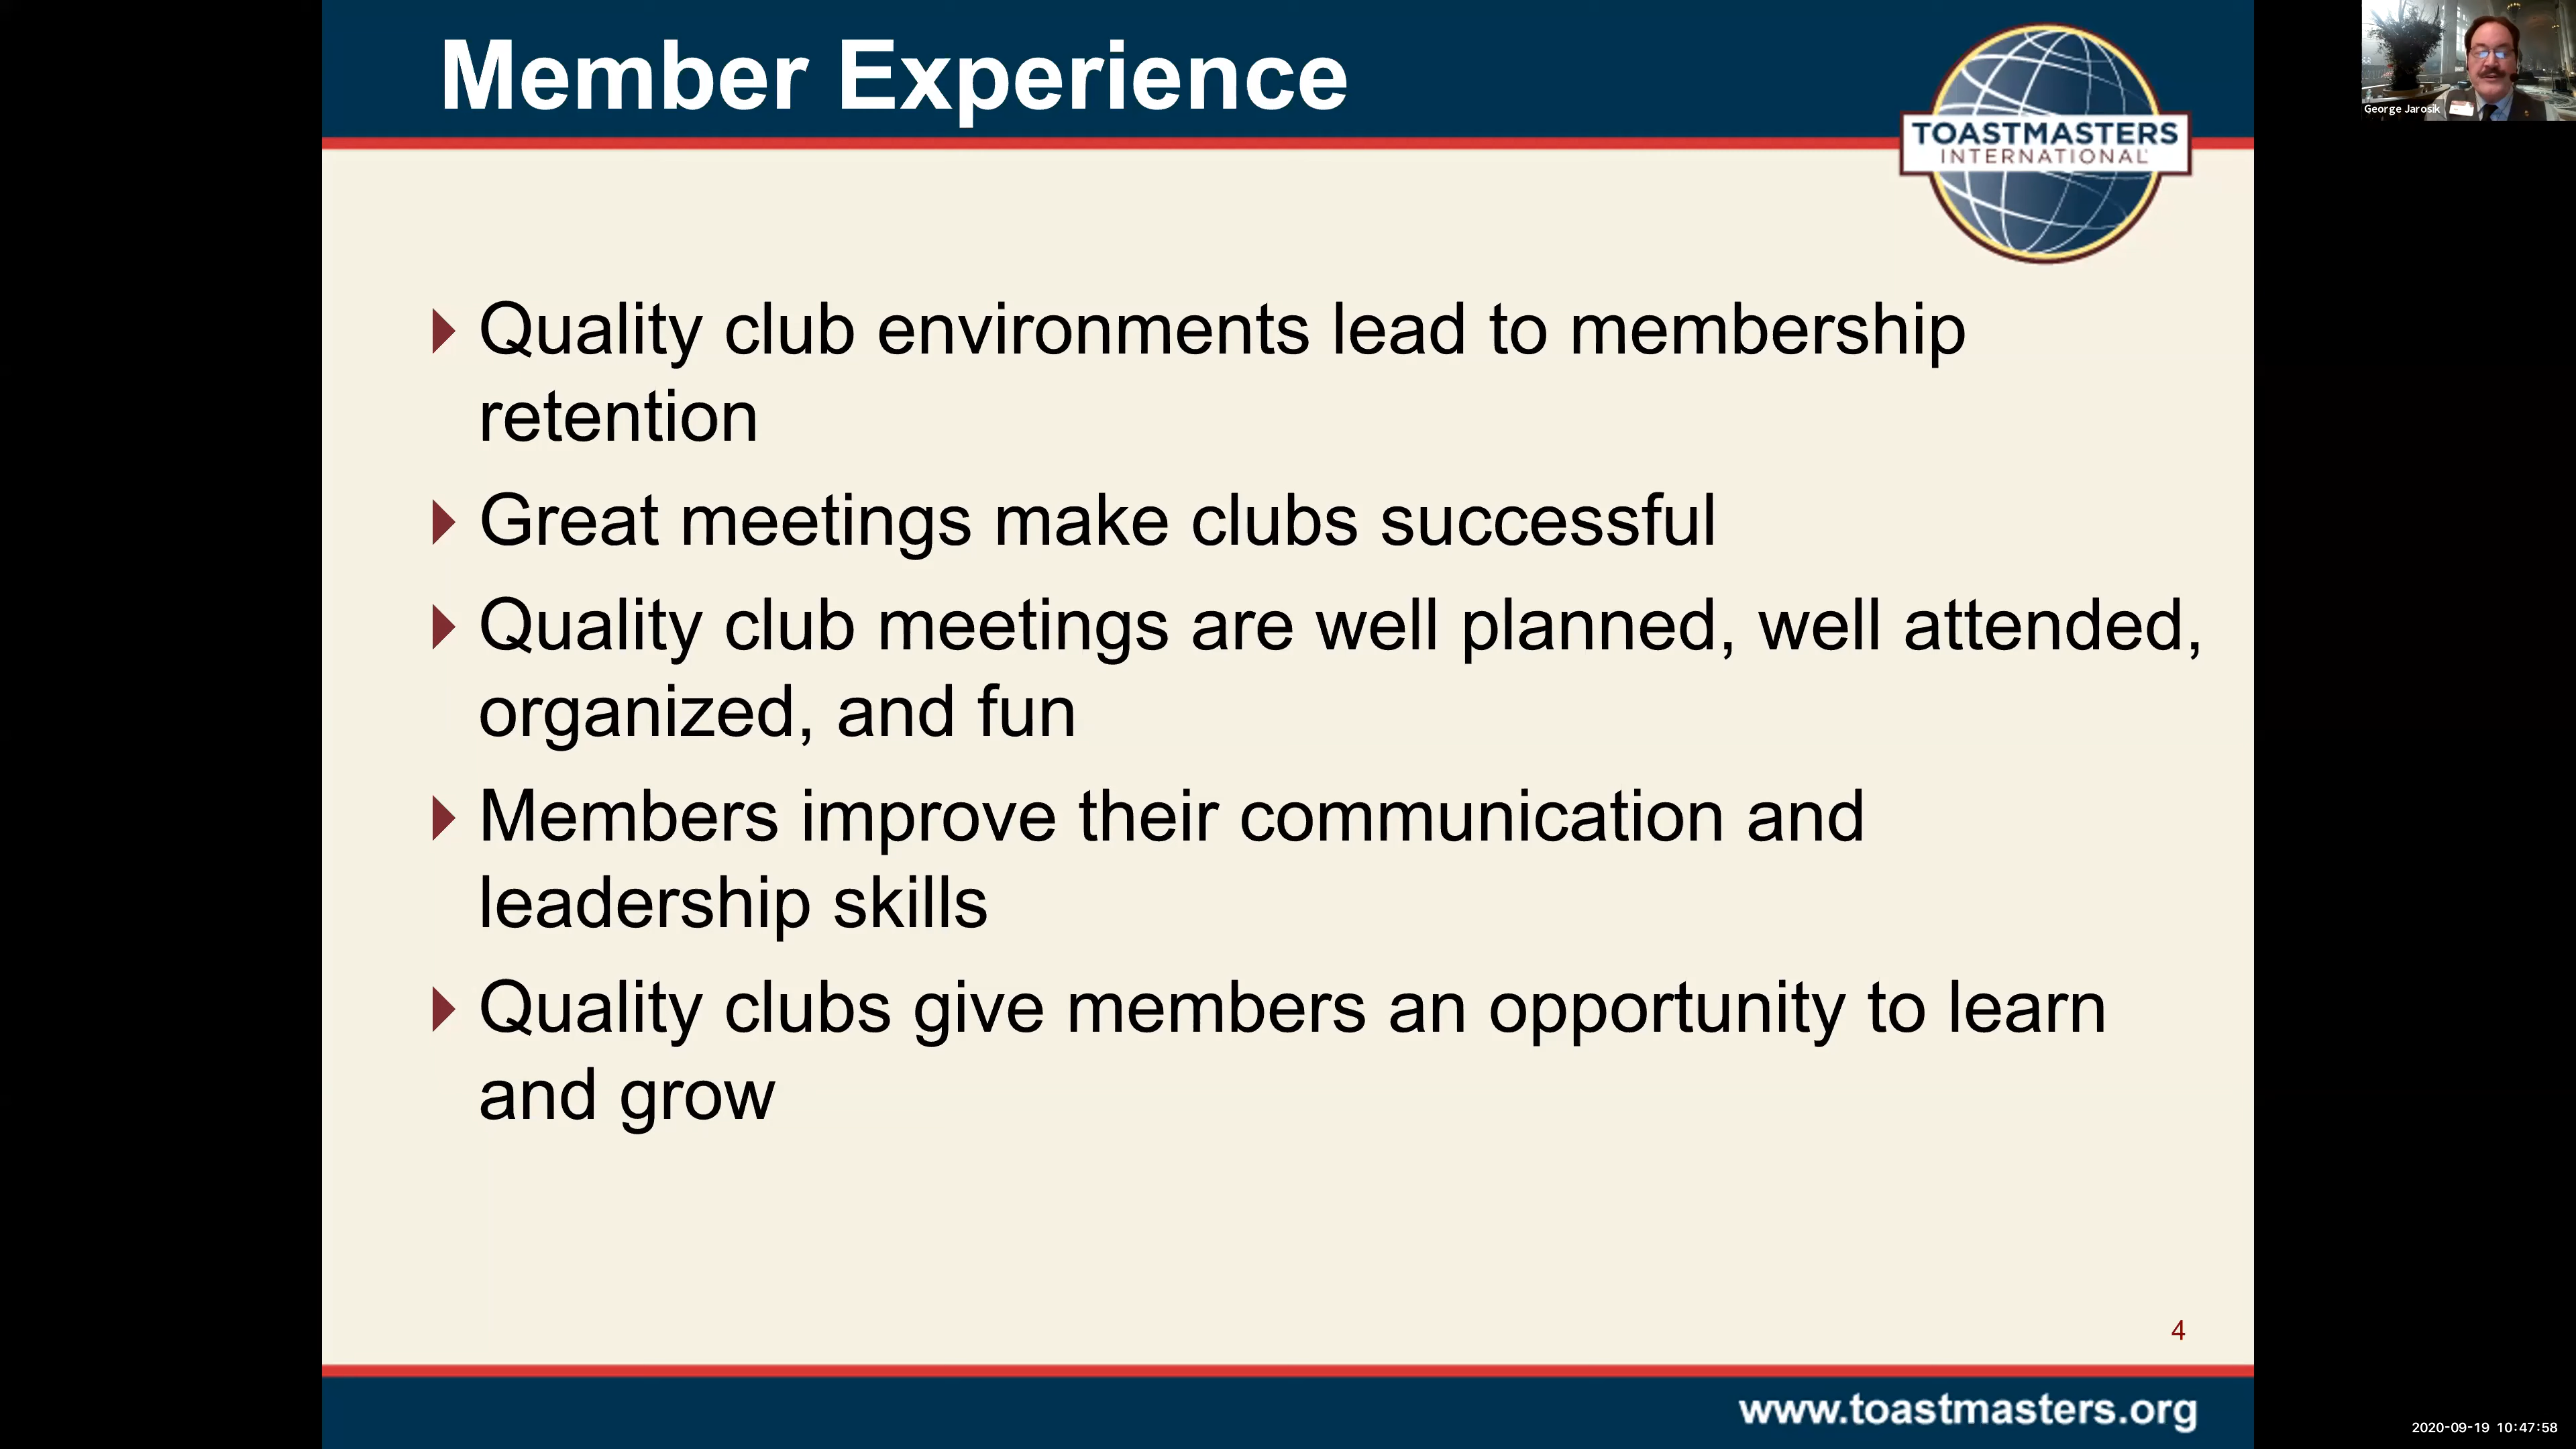 Member Experience
TOASTMASTERS
INTERNATIONAL
George Jarosik
Quality club environments lead to membership
retention
Great meetings make clubs successful
Quality club meetings are well planned, well attended,
organized, and fun
Members improve their communication and
leadership skills
Quality clubs give members an opportunity to learn
and grow
4
www.toastmasters.org
2020-09-19 10:47:58